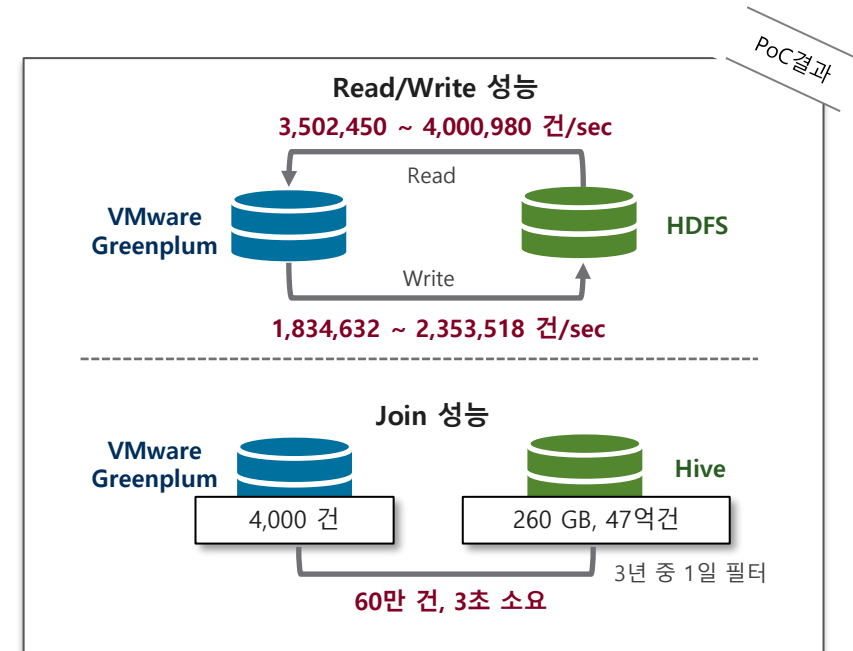 PoC결과
Read/Write 성능
3,502,450 ~ 4,000,980 건/sec
Read
VMware
Greenplum
HDFS
Write
1,834,632 ~ 2,353,518 건/sec
Join 성능
VMware
Greenplum
Hive
4,000 건
260 GB, 47억건
3년 중 1일 필터
60만 건, 3초 소요